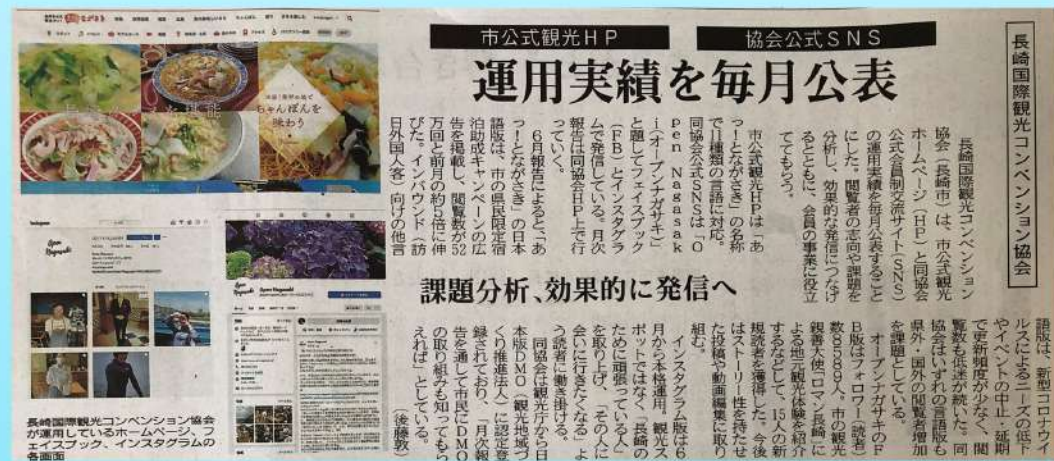 長崎国際観光コンベンション協会
市公式観光HP
協会公式SNS
運用実績を毎月公表
長崎国際観光コンベンション
協会(長崎市)は、市公式観光
ホームページ(HP)と同協会
公式会員制交流サイト(SNS)
の運用実績を毎月公表すること
にした。閲覧者の志向や課題を
分析し、効果的な発信につなげ
るとともに、会員の事業に役立
ててもらう。
市公式観光HPは「あ
っ!とながさき」の名称
で11種類の言語に対応。
同協会公式SNSは「O
pen Nagasak
i(オープンナガサキ)」
と題してフェイスブック
(FB)とインスタグラ
ムで発信している。月次
報告は同協会HP上で行
っていく。
6月報告によると、「あ
っ!とながさき」の日本
語版は、市の県民限定宿
泊助成キャンペーンの広
告を掲載し、閲覧数が52
万回と前月の約5倍に伸
びた。インバウンド(訪
日外国人客)向けの他言
課題分析、効果的に発信へ
語版は、新型コロナウイ
ルスによるニーズの低下
やイベントの中止・延期
で更新頻度が少なく、閲
覧数も低迷が続いた。同
協会はいずれの言語版も
県外・国外の閲覧者増加
を課題としている。
オープンナガサキのF
B版はフォロワー(読者)
数8589人。市の観光
親善大使「ロマン長崎」に
よる地元観光体験を紹介
するなどして、15人の新
規読者を獲得した。今後
はストーリー性を持たせ
た投稿や動画編集に取り
組む。
インスタグラム版は6
月から本格運用。観光ス
ポットではなく「長崎の
ために頑張っている人」
を取り上げ、「その人に
会いに行きたくなる」よ
う読者に働き掛ける。
同協会は観光庁から日
本版DMO(観光地域づ
くり推進法人)に認定登
録されており、「月次報
告を通して市民にDMO
の取り組みも知ってもら
えれば」としている。
(後藤敦)
ちゃんぽんを
味わう
Instagram
Open
Nagasaki
長崎国際観光コンベンション協会
が運用しているホームページ、フ
ェイスブック、インスタグラムの
各画面